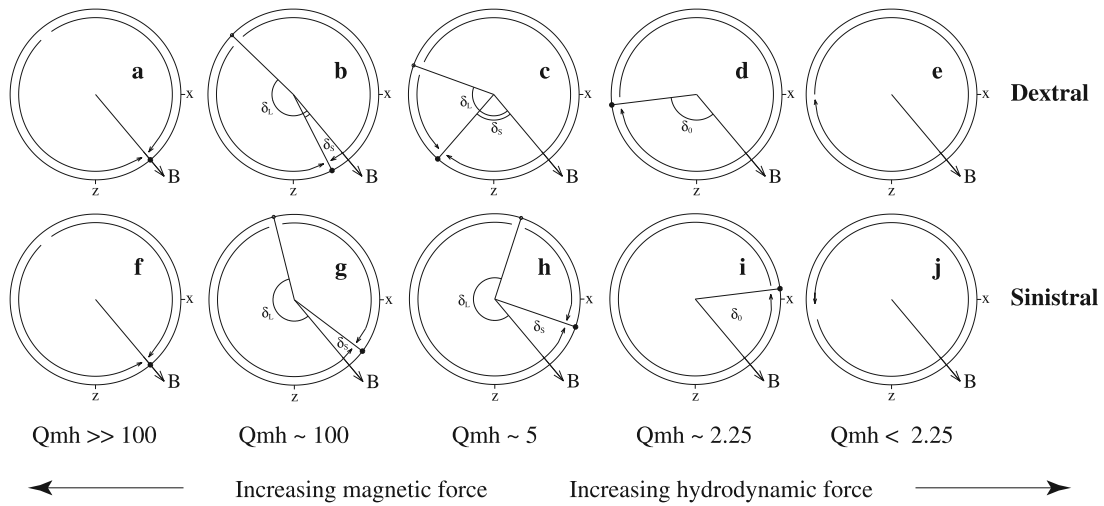 a b c d e Dextral
x x x x x
δL δS δL δS δ0
B B B B B
z z z z z
f g h i j Sinistral
x x x x x
δL δS δL δS δ0
B B B B B
z z z z z
Qmh >> 100 Qmh ~ 100 Qmh ~ 5 Qmh ~ 2.25 Qmh < 2.25
Increasing magnetic force Increasing hydrodynamic force